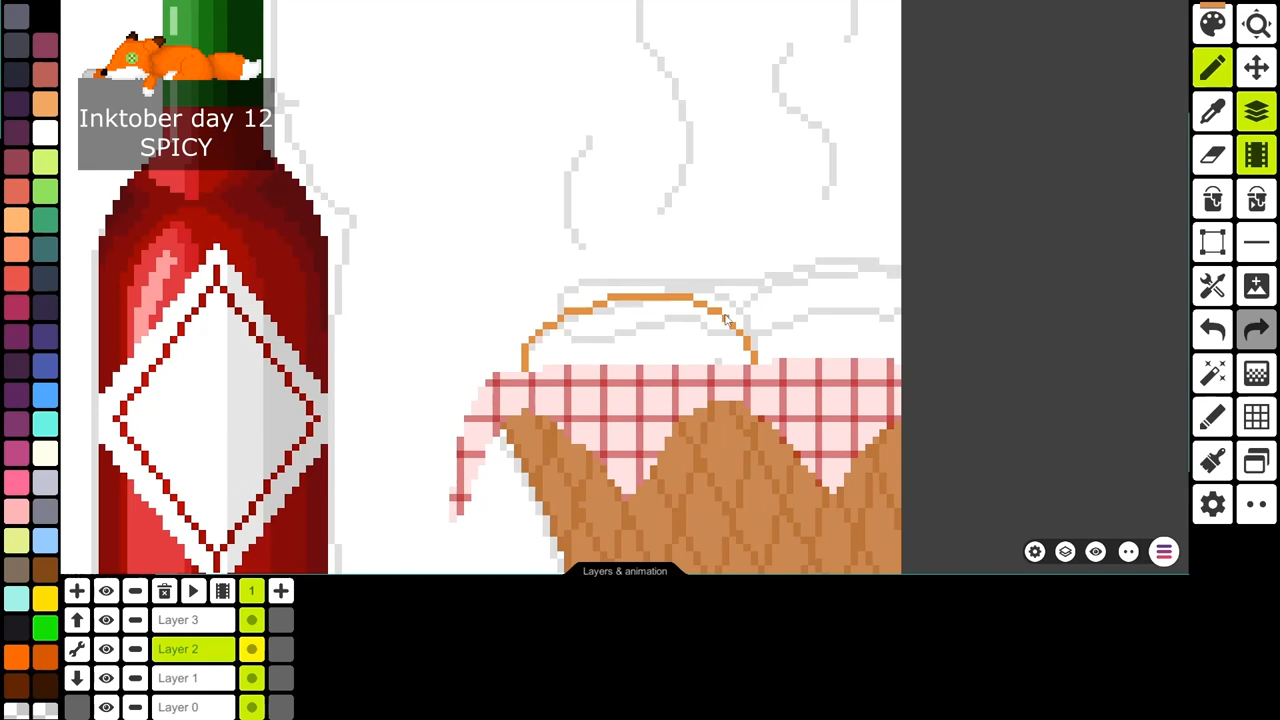 Inktober day 12
SPICY
Layers & animation
1
Layer 3
Layer 2
Layer 1
Layer 0